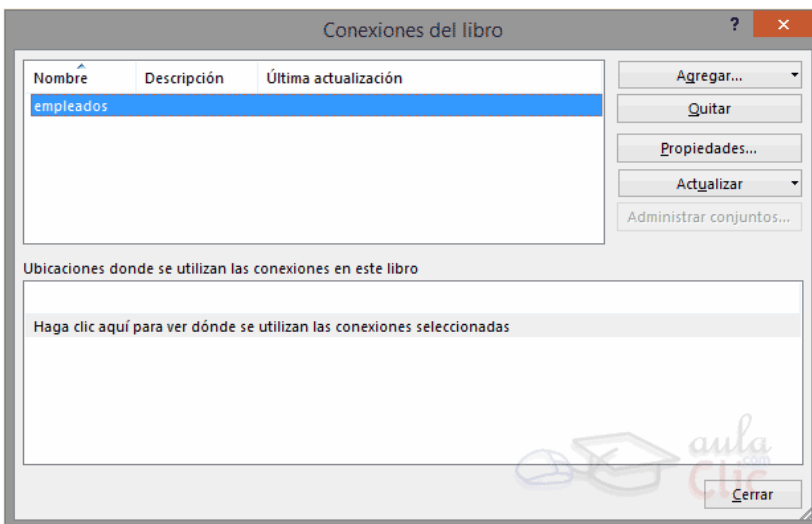 Conexiones del libro
?
×
Nombre Descripción Última actualización
empleados
Agregar...
Quitar
Propiedades...
Actualizar
Administrar conjuntos...
Ubicaciones donde se utilizan las conexiones en este libro
Haga clic aquí para ver dónde se utilizan las conexiones seleccionadas
aula
.com
Clic
Cerrar